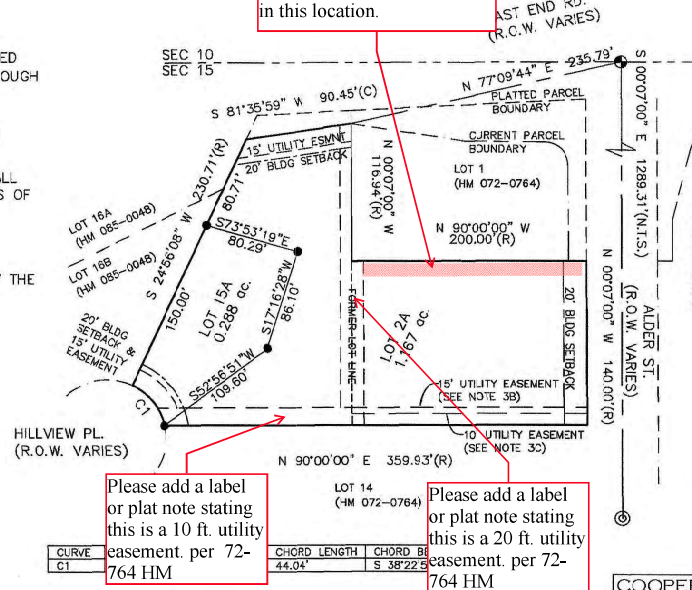 in this location.
AST END RD.
(R.O.W. VARIES)
ED
OUGH
SEC 10
SEC 15
N 77°09'44" E 235.79'
S 81°35'59" W 90.45'(C)
PLATTED PARCEL
BOUNDARY
S 00°07'00" E 1289.31'(N.T.S.)
15' UTILITY ESMNT
20' BLDG SETBACK
CURRENT PARCEL
BOUNDARY
N 00°07'00" W
116.94'(R)
LOT 1
(HM 072-0764)
ALL
S OF
230.71'(R)
80.71'
LOT 16A
(HM 085-0048)
S 24°56'08" W
150.00'
S73°53'19"E
80.29'
N 90°00'00" W
200.00'(R)
LOT 16B
(HM 085-0048)
THE
S17°16'28"W
86.10'
LOT 15A
0.288 ac.
FORMER LOT LINE
LOT 2A
1.167 ac.
20' BLDG SETBACK
N 00°07'00" W 140.00'(R)
ALDER ST.
(R.O.W. VARIES)
20' BLDG
SETBACK &
15' UTILITY
EASEMENT
S52°56'51"W
109.60'
15' UTILITY EASEMENT
(SEE NOTE 3B)
C1
HILLVIEW PL.
(R.O.W. VARIES)
10 UTILITY EASEMENT
(SEE NOTE 3C)
N 90°00'00" E 359.93'(R)
LOT 14
(HM 072-0764)
Please add a label
or plat note stating
this is a 10 ft. utility
easement. per 72-
764 HM
Please add a label
or plat note stating
this is a 20 ft. utility
easement. per 72-
764 HM
CURVE CHORD LENGTH CHORD BE
C1 44.04' S 38°22'5
COOPER